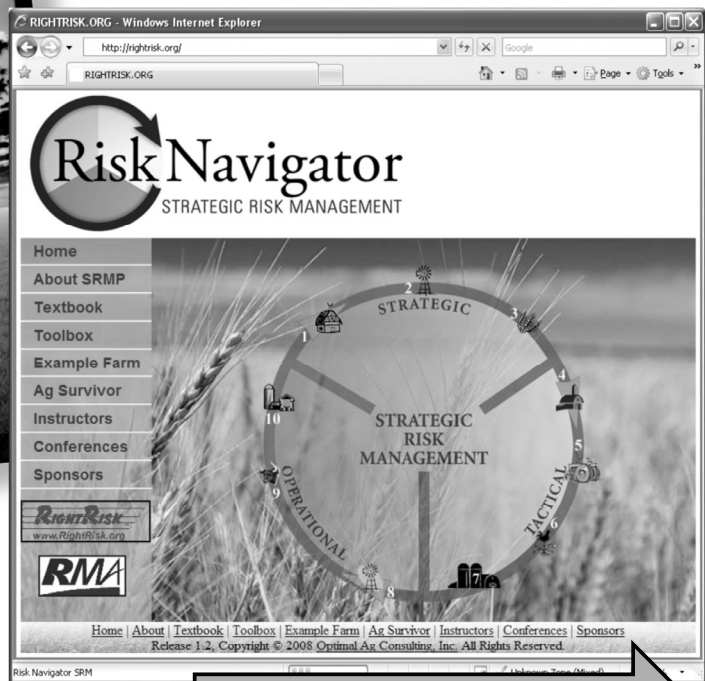 RIGHTRISK.ORG - Windows Internet Explorer
http://rightrisk.org/
Google
RIGHTRISK.ORG
Page
Tools
Risk Navigator
STRATEGIC RISK MANAGEMENT
Home
About SRMP
Textbook
Toolbox
Example Farm
Ag Survivor
Instructors
Conferences
Sponsors
RIGHTRISK
www.RightRisk.org
RMA
1
2
3
4
5
6
7
8
9
10
STRATEGIC
TACTICAL
OPERATIONAL
STRATEGIC
RISK
MANAGEMENT
Home | About | Textbook | Toolbox | Example Farm | Ag Survivor | Instructors | Conferences | Sponsors
Release 1.2, Copyright © 2008 Optimal Ag Consulting, Inc. All Rights Reserved.
Risk Navigator SRM
Unknown Zone (Mixed)